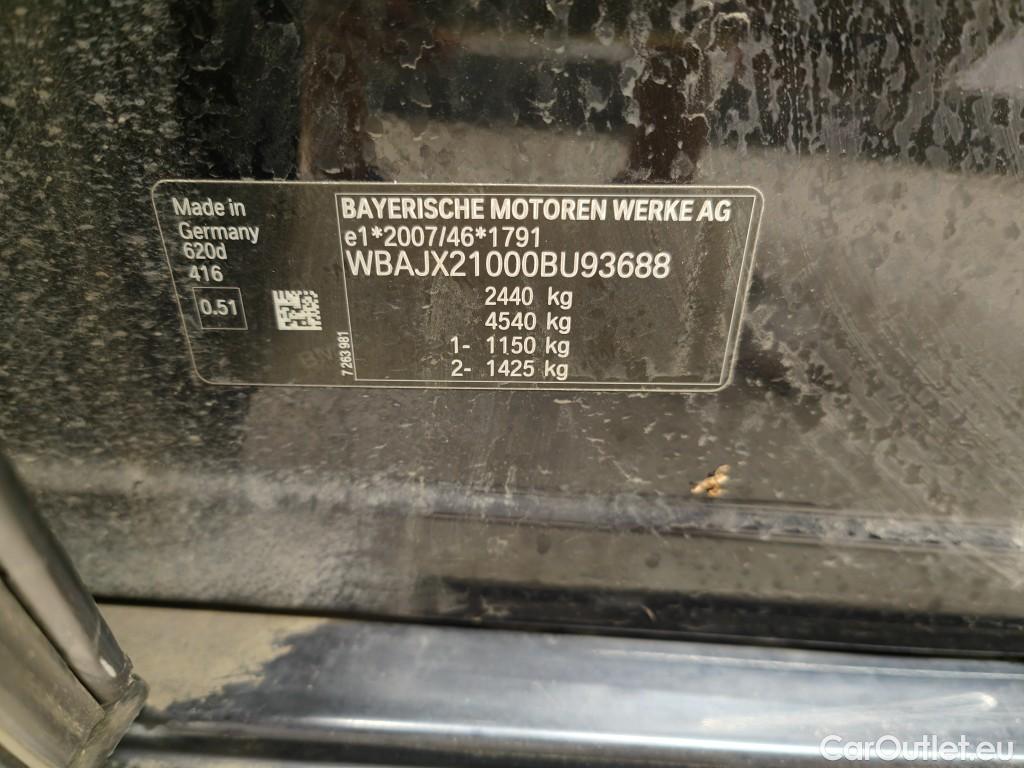 Made in
Germany
620d
416
0.51
7 263 981
BAYERISCHE MOTOREN WERKE AG
e1*2007/46*1791
WBAJX21000BU93688
2440 kg
4540 kg
1- 1150 kg
2- 1425 kg
CarOutlet.eu